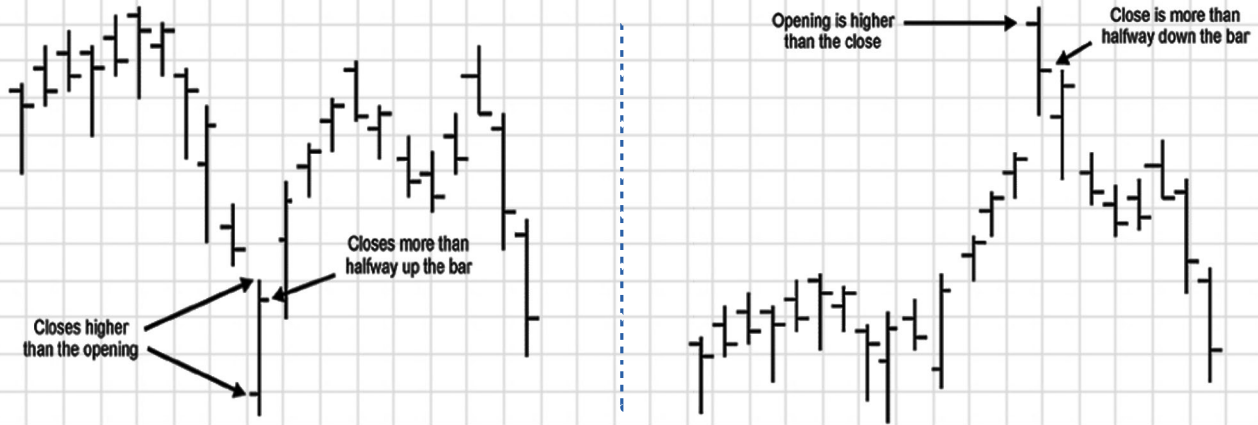 Closes more than
halfway up the bar
Closes higher
than the opening
Opening is higher
than the close
Close is more than
halfway down the bar